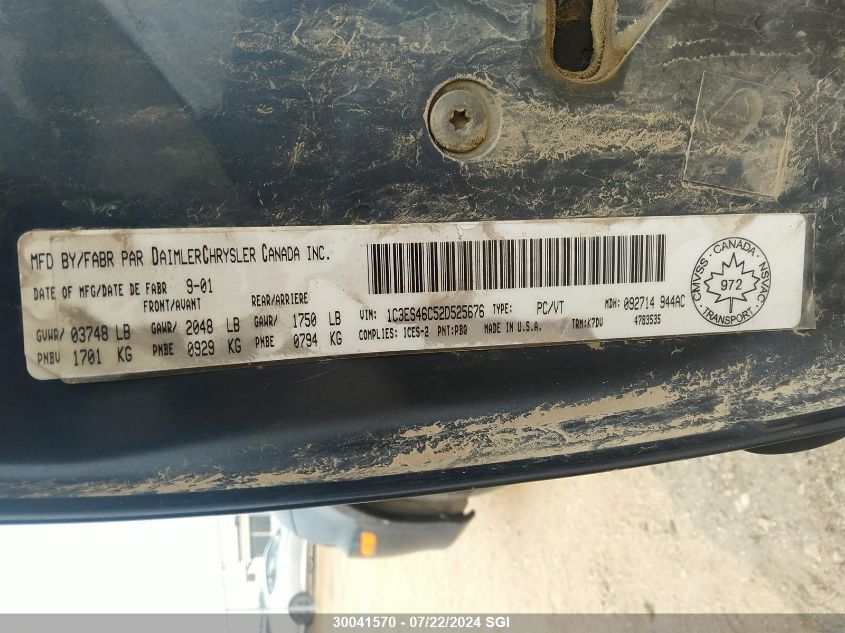 MFD BY/FABR PAR DAIMLERCHRYSLER CANADA INC.
DATE OF MFG/DATE DE FABR 9-01
FRONT/AVANT REAR/ARRIERE
GVWR/ 03748 LB GAWR/ 2048 LB GAWR/ 1750 LB
PNBV 1701 KG PNBE 0929 KG PNBE 0794 KG
VIN: 1C3ES46C52D525676 TYPE: PC/VT MDH: 092714 944AC
COMPLIES: ICES-2 PNT:PBQ MADE IN U.S.A. TRM:K7DV 4783535
CMVSS · CANADA · NSVAC
972
TRANSPORT
30041570 - 07/22/2024 SGI